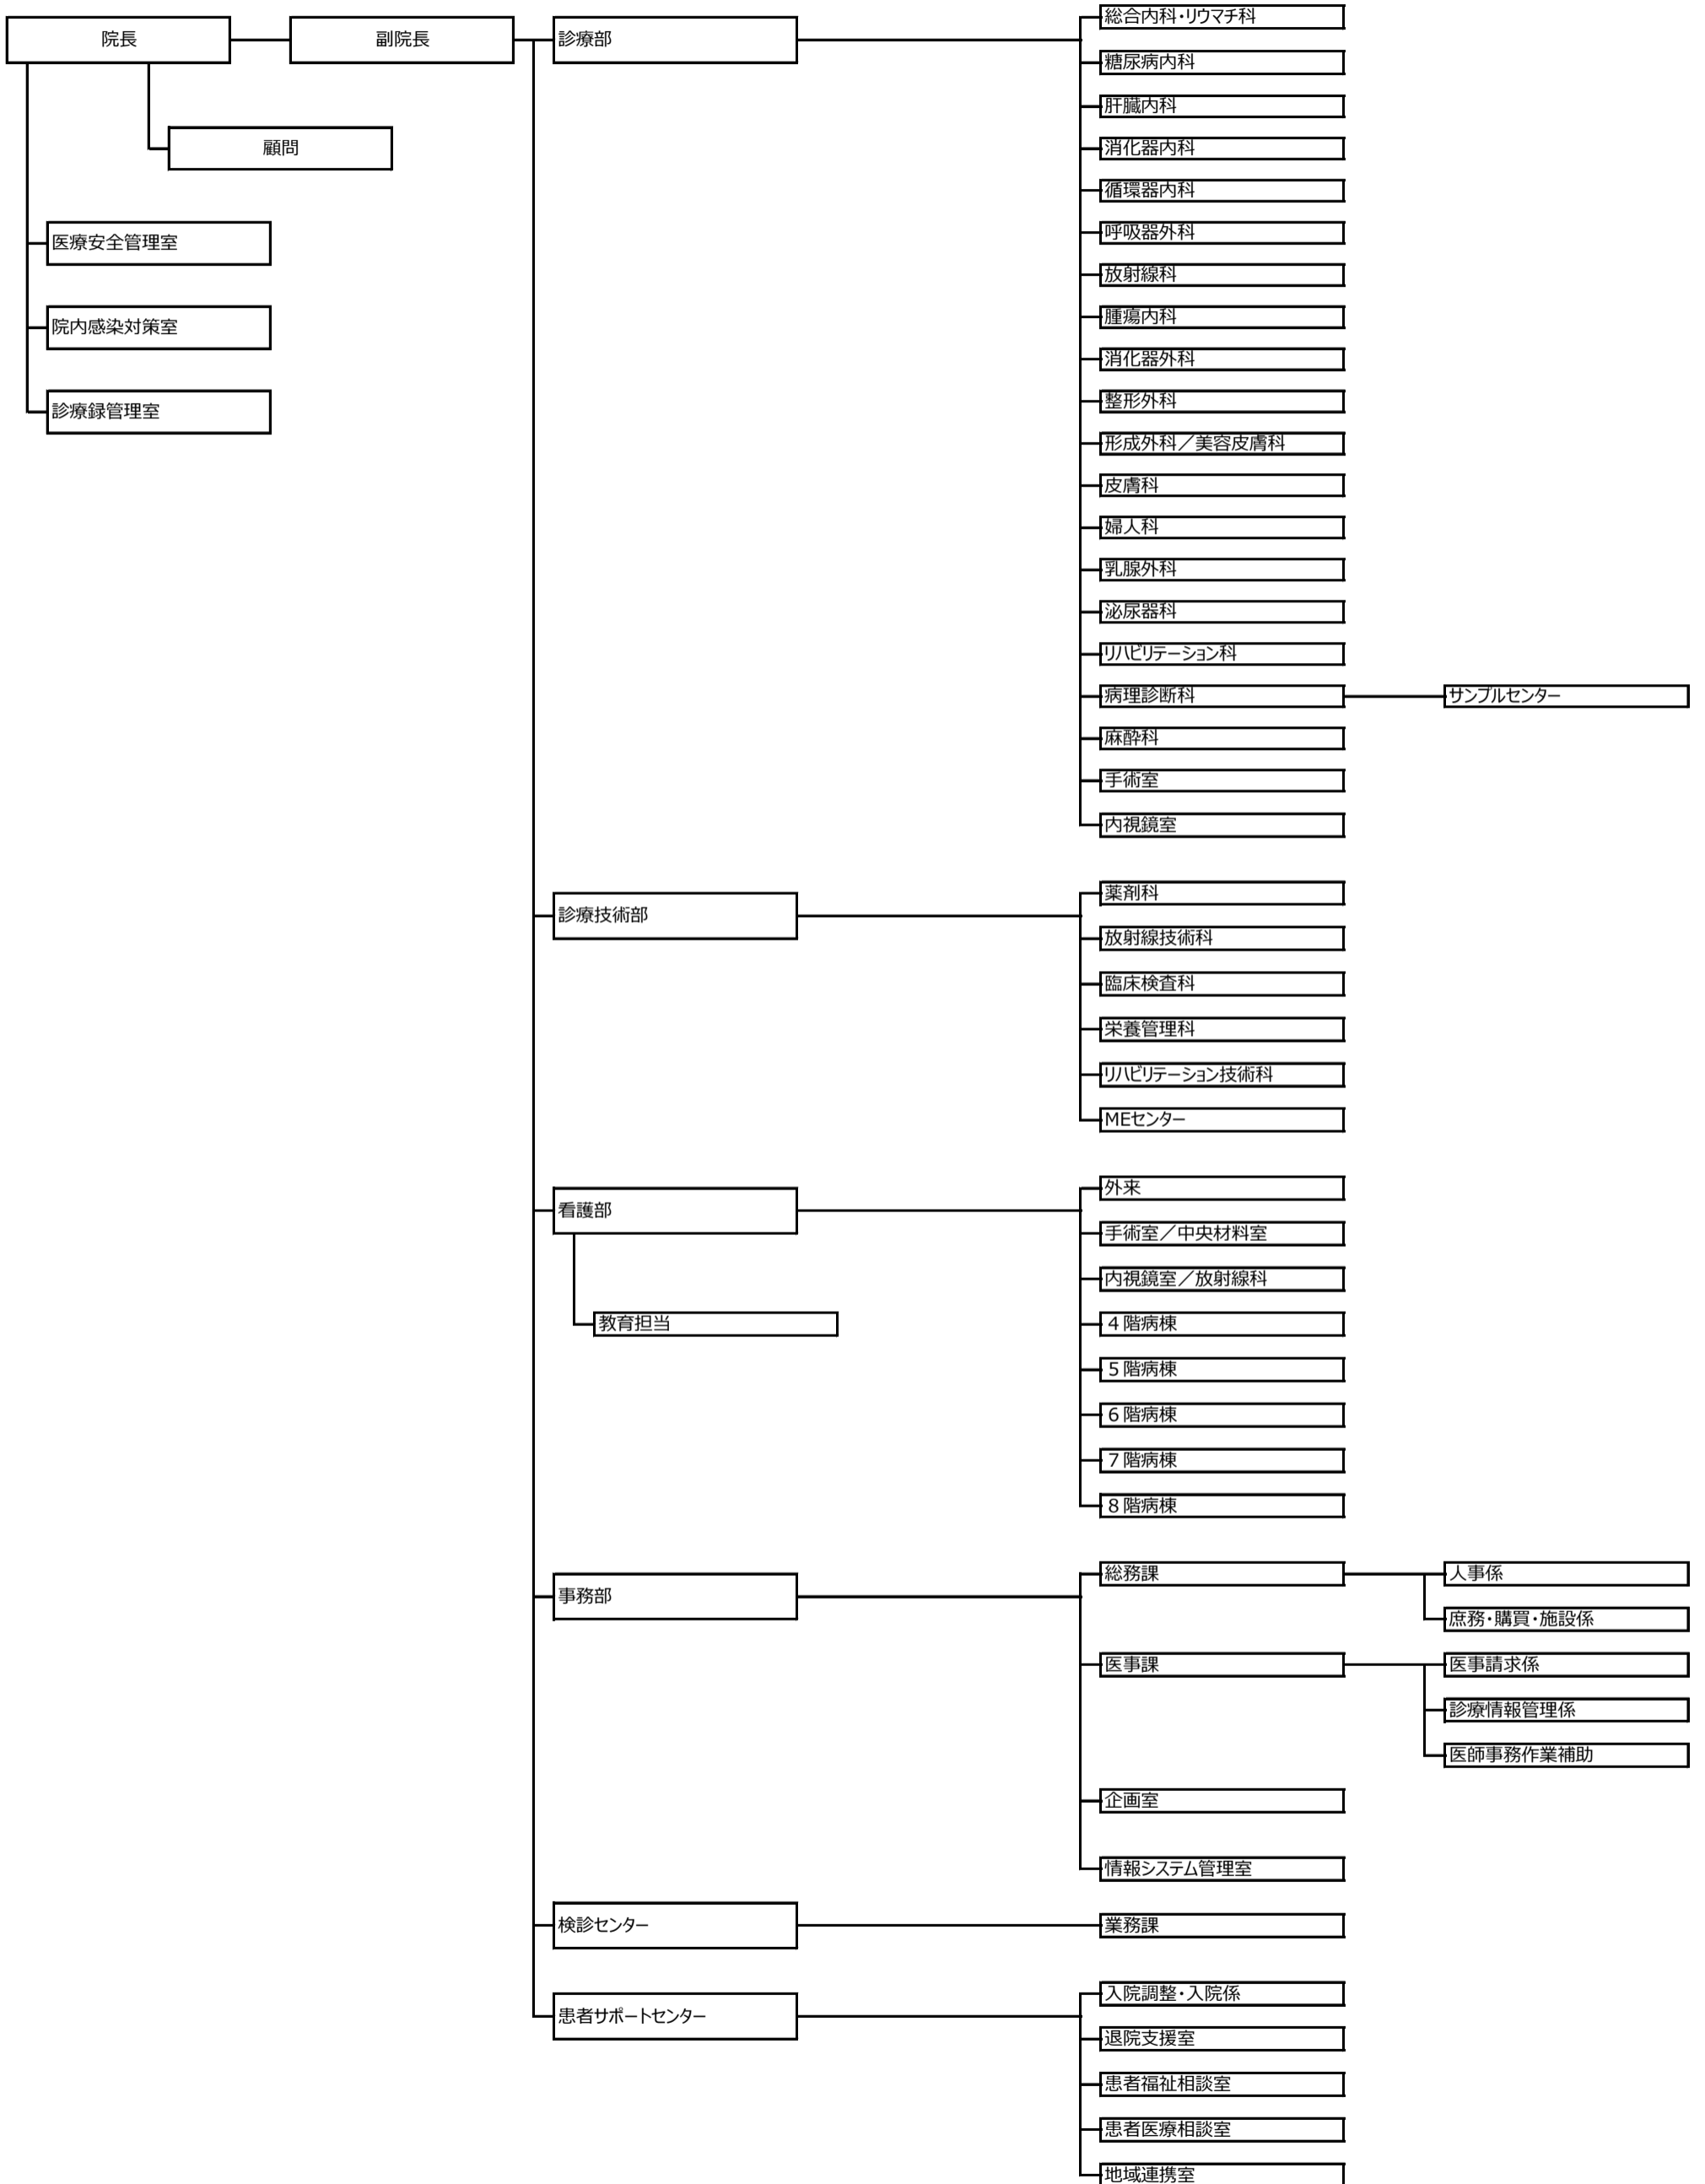 院長
副院長
顧問
医療安全管理室
院内感染対策室
診療録管理室
診療部
総合内科・リウマチ科
糖尿病内科
肝臓内科
消化器内科
循環器内科
呼吸器外科
放射線科
腫瘍内科
消化器外科
整形外科
形成外科／美容皮膚科
皮膚科
婦人科
乳腺外科
泌尿器科
リハビリテーション科
病理診断科
サンプルセンター
麻酔科
手術室
内視鏡室
診療技術部
薬剤科
放射線技術科
臨床検査科
栄養管理科
リハビリテーション技術科
MEセンター
看護部
教育担当
外来
手術室／中央材料室
内視鏡室／放射線科
４階病棟
５階病棟
６階病棟
７階病棟
８階病棟
事務部
総務課
人事係
庶務・購買・施設係
医事課
医事請求係
診療情報管理係
医師事務作業補助
企画室
情報システム管理室
検診センター
業務課
患者サポートセンター
入院調整・入院係
退院支援室
患者福祉相談室
患者医療相談室
地域連携室